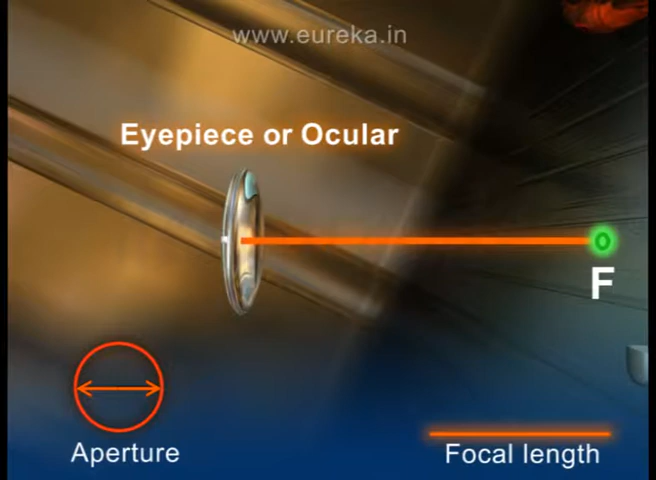 www.eureka.in
Eyepiece or Ocular
F
Aperture
Focal length